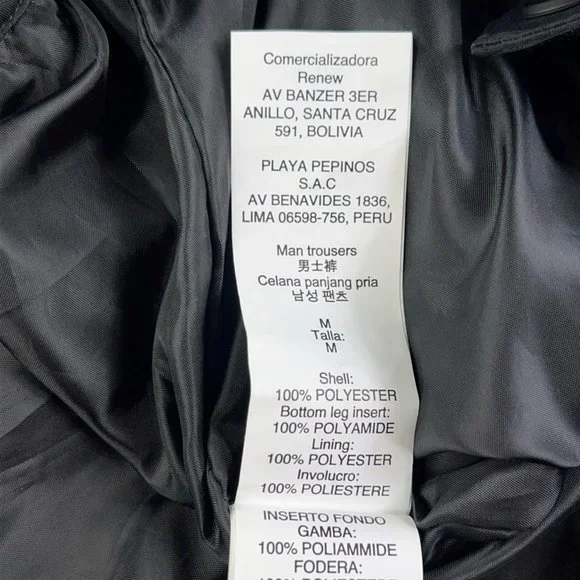 Comercializadora
Renew
AV BANZER 3ER
ANILLO, SANTA CRUZ
591, BOLIVIA
PLAYA PEPINOS
S.A.C
AV BENAVIDES 1836,
LIMA 06598-756, PERU
Man trousers
男士裤
Celana panjang pria
남성 팬츠
M
Talla:
M
Shell:
100% POLYESTER
Bottom leg insert:
100% POLYAMIDE
Lining:
100% POLYESTER
Involucro:
100% POLIESTERE
INSERTO FONDO
GAMBA:
100% POLIAMMIDE
FODERA: